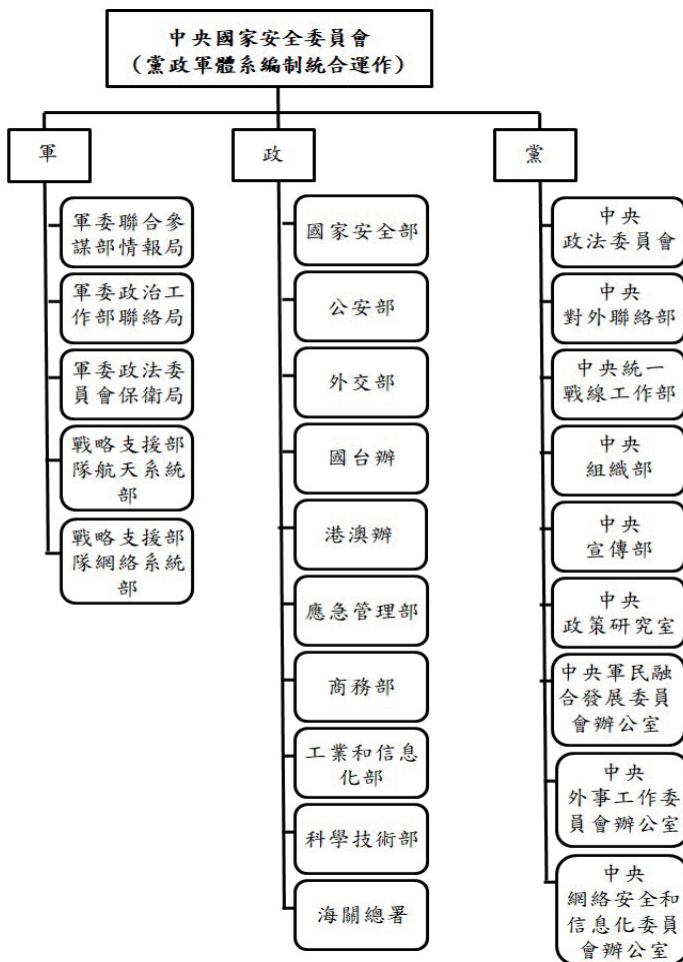 中央國家安全委員會
(黨政軍體系編制統合運作)
軍
政
黨
軍委聯合參
謀部情報局
軍委政治工
作部聯絡局
軍委政法委
員會保衛局
戰略支援部
隊航天系統
部
戰略支援部
隊網絡系統
部
國家安全部
公安部
外交部
國台辦
港澳辦
應急管理部
商務部
工業和信息
化部
科學技術部
海關總署
中央
政法委員會
中央
對外聯絡部
中央統一
戰線工作部
中央
組織部
中央
宣傳部
中央
政策研究室
中央軍民融
合發展委員
會辦公室
中央
外事工作委
員會辦公室
中央
網絡安全和
信息化委員
會辦公室